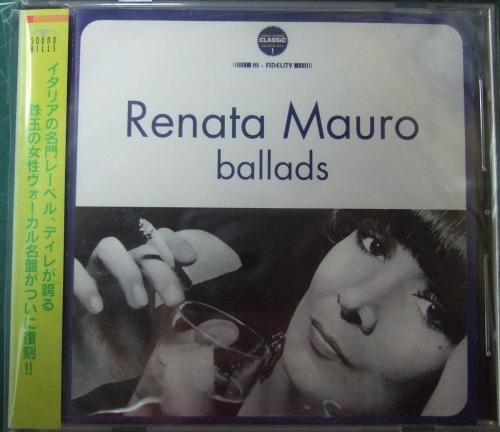 SOUND
HILLS
イタリアの名門レーベル、ディレが誇る
珠玉の女性ヴォーカル名盤がついに復刻!!
CLASSiC
HI - FIDELITY
Renata Mauro
ballads